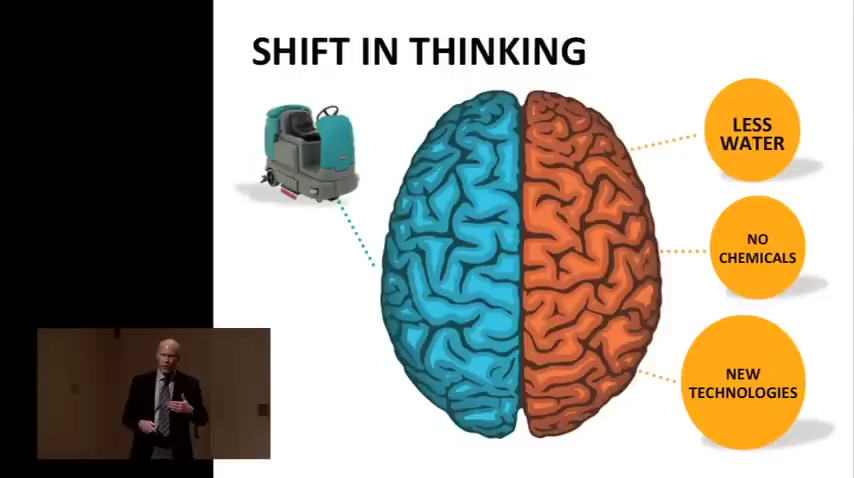 SHIFT IN THINKING
LESS
WATER
NO
CHEMICALS
NEW
TECHNOLOGIES